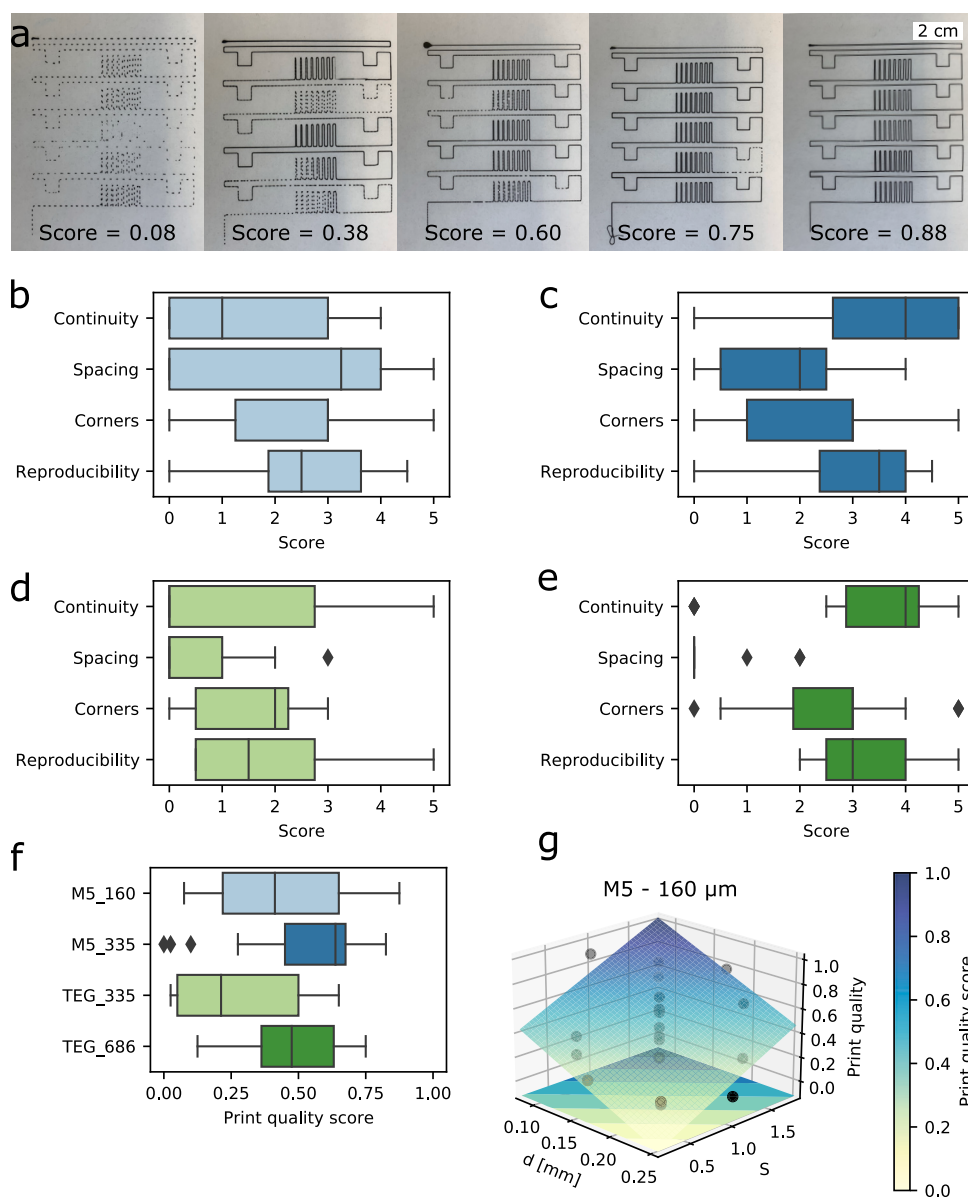 a
2 cm
Score = 0.08
Score = 0.38
Score = 0.60
Score = 0.75
Score = 0.88
b
Continuity
Spacing
Corners
Reproducibility
0 1 2 3 4 5
Score
c
Continuity
Spacing
Corners
Reproducibility
0 1 2 3 4 5
Score
d
Continuity
Spacing
Corners
Reproducibility
0 1 2 3 4 5
Score
e
Continuity
Spacing
Corners
Reproducibility
0 1 2 3 4 5
Score
f
M5_160
M5_335
TEG_335
TEG_686
0.00 0.25 0.50 0.75 1.00
Print quality score
g
M5 - 160 μm
1.0
0.8
0.6
0.4
0.2
0.0
Print quality
0.10
0.15
0.20
0.25
d [mm]
0.5
1.0
1.5
S
1.0
0.8
0.6
0.4
0.2
0.0
Print quality score